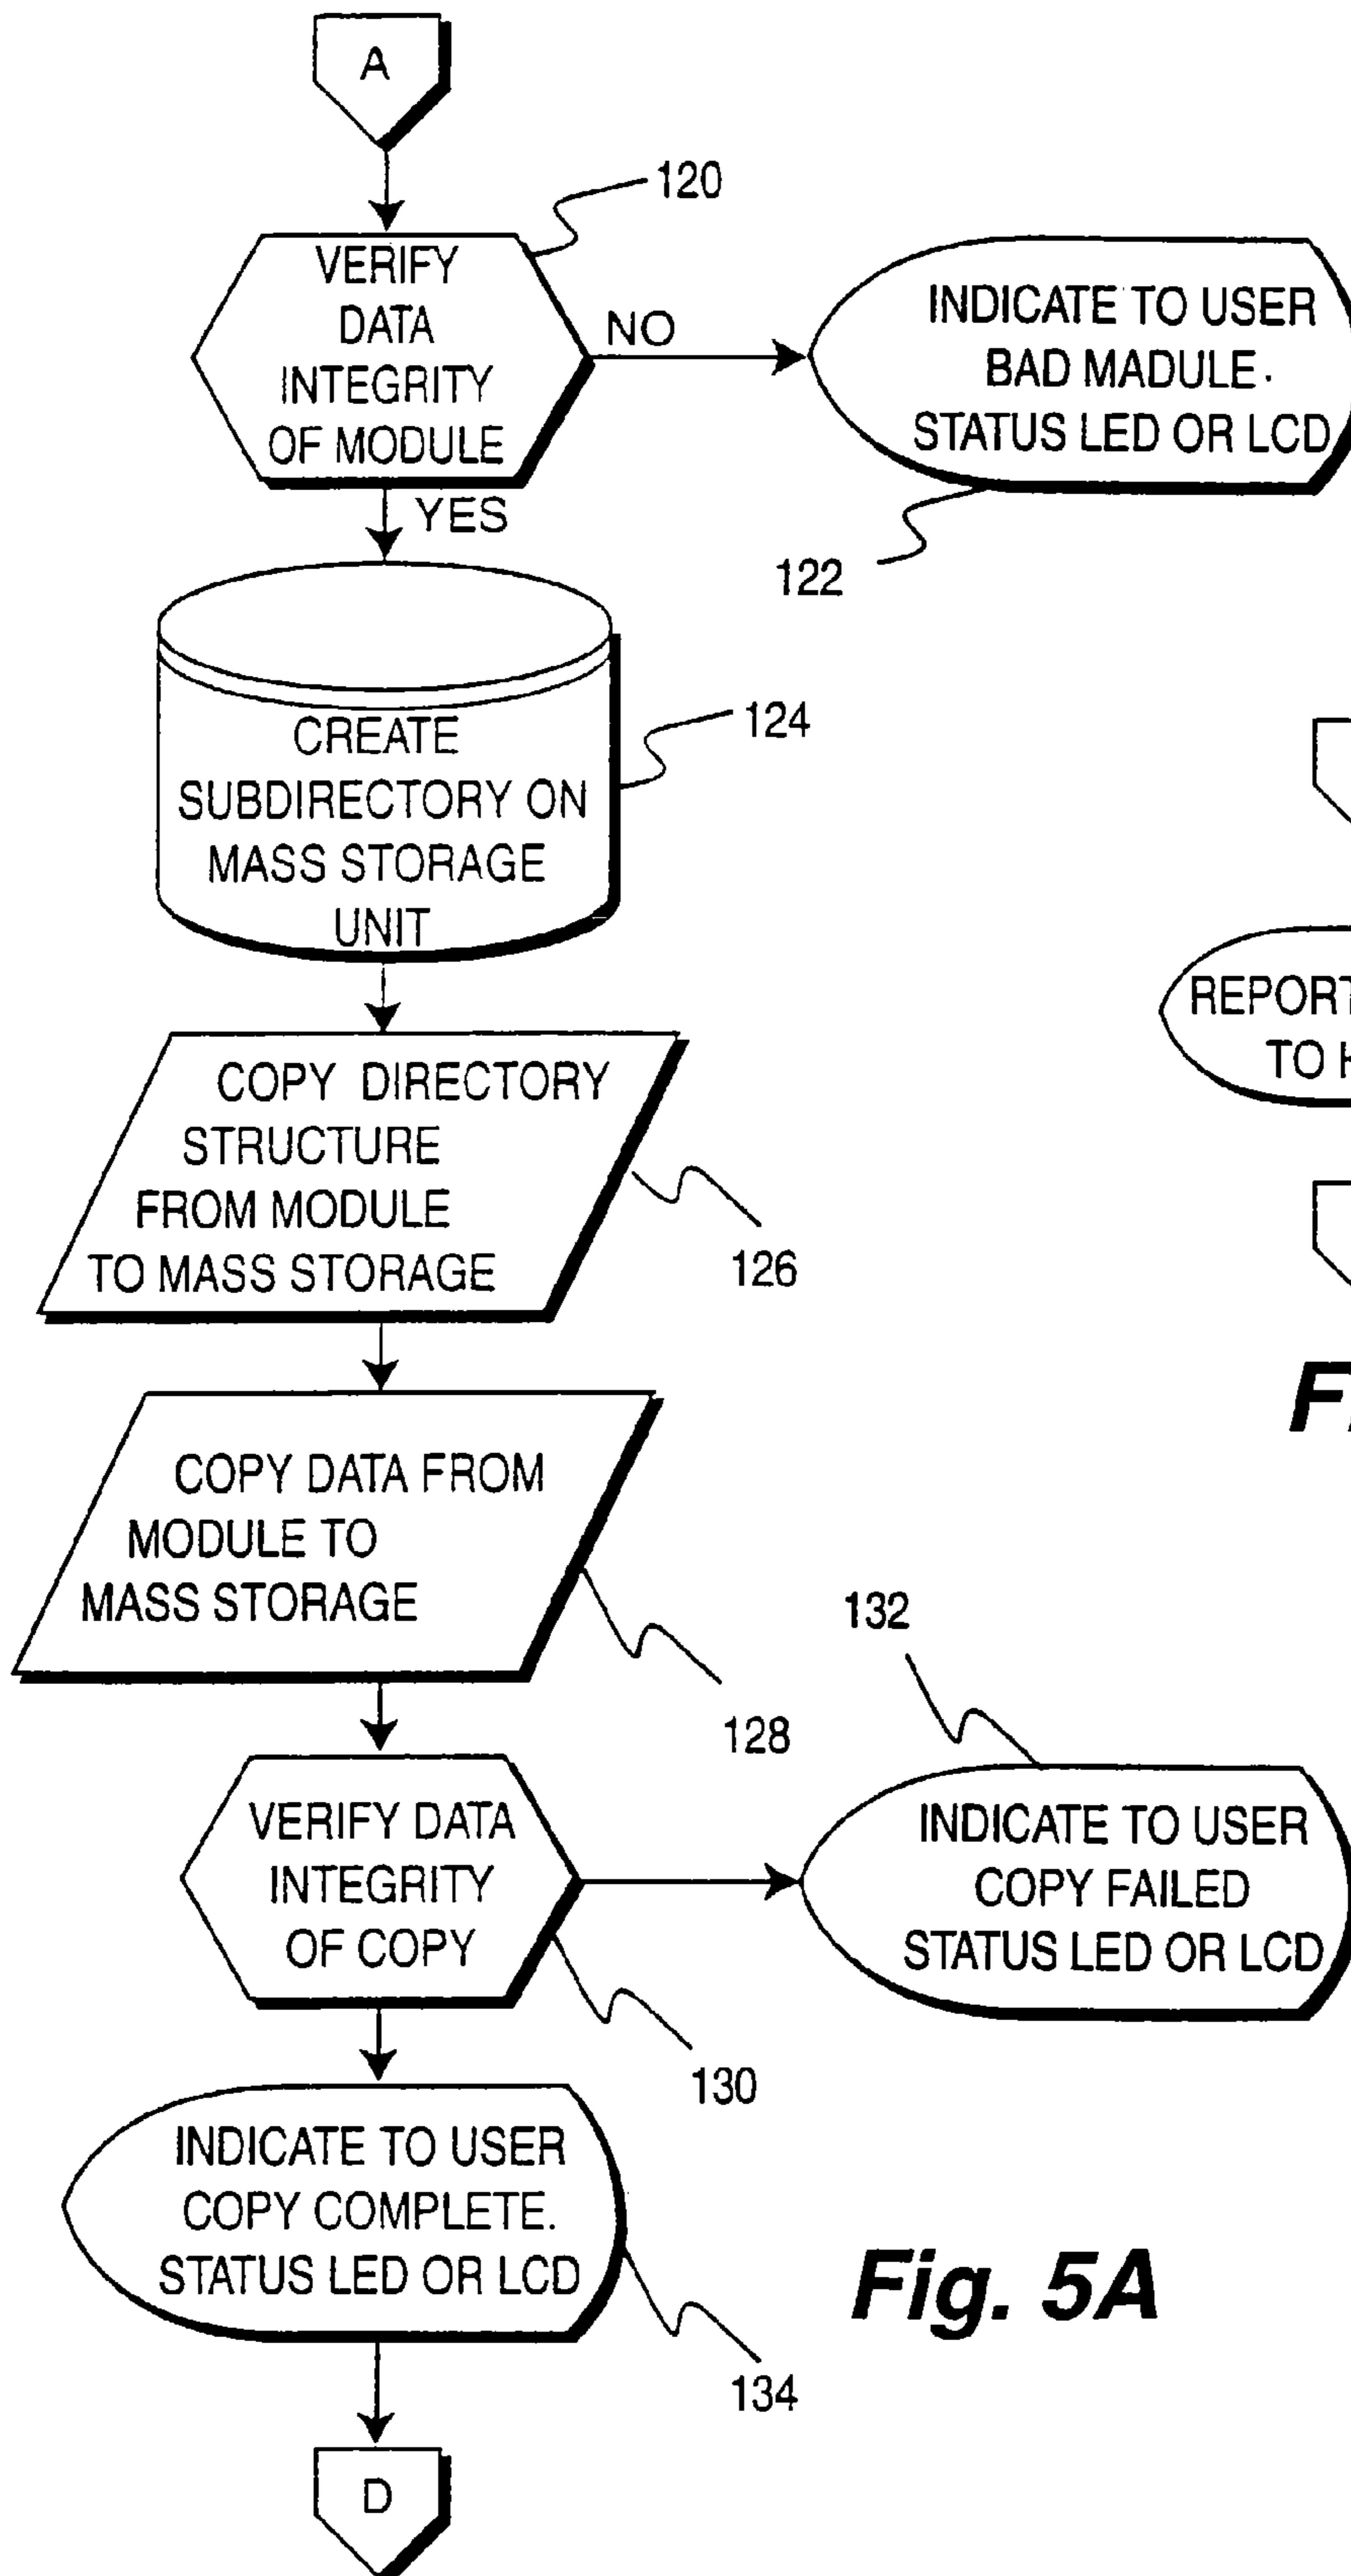 A
120
VERIFY
DATA
INTEGRITY
OF MODULE
NO
INDICATE TO USER
BAD MADULE.
STATUS LED OR LCD
122
YES
CREATE
SUBDIRECTORY ON
MASS STORAGE
UNIT
124
COPY DIRECTORY
STRUCTURE
FROM MODULE
TO MASS STORAGE
126
REPORT
TO
COPY DATA FROM
MODULE TO
MASS STORAGE
128
132
VERIFY DATA
INTEGRITY
OF COPY
130
INDICATE TO USER
COPY FAILED
STATUS LED OR LCD
INDICATE TO USER
COPY COMPLETE.
STATUS LED OR LCD
134
Fig. 5A
D